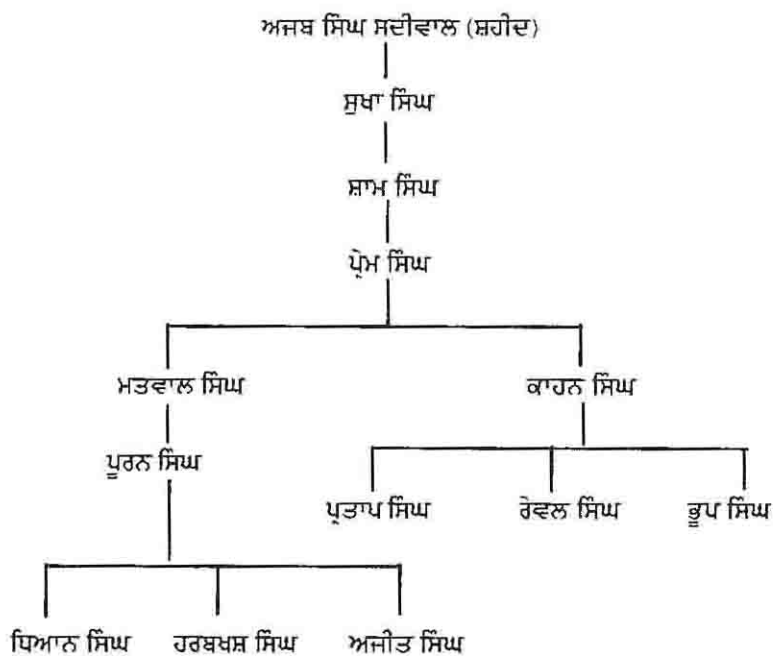 ਅਜਬ ਸਿੰਘ ਸਦੀਵਾਲ (ਸ਼ਹੀਦ)
ਸੁਖਾ ਸਿੰਘ
ਸ਼ਾਮ ਸਿੰਘ
ਪ੍ਰੇਮ ਸਿੰਘ
ਮਤਵਾਲ ਸਿੰਘ ਕਾਹਨ ਸਿੰਘ
ਪੂਰਨ ਸਿੰਘ
ਪ੍ਰਤਾਪ ਸਿੰਘ ਰੇਵਲ ਸਿੰਘ ਭੂਪ ਸਿੰਘ
ਧਿਆਨ ਸਿੰਘ ਹਰਬਖਸ਼ ਸਿੰਘ ਅਜੀਤ ਸਿੰਘ